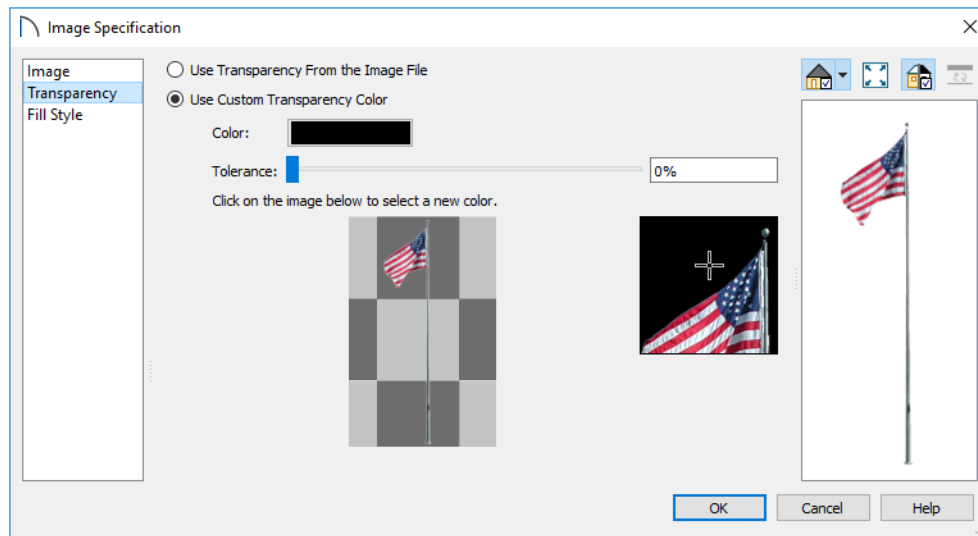 Image Specification
Image
Transparency
Fill Style
Use Transparency From the Image File
Use Custom Transparency Color
Color:
Tolerance:
0%
Click on the image below to select a new color.
OK
Cancel
Help